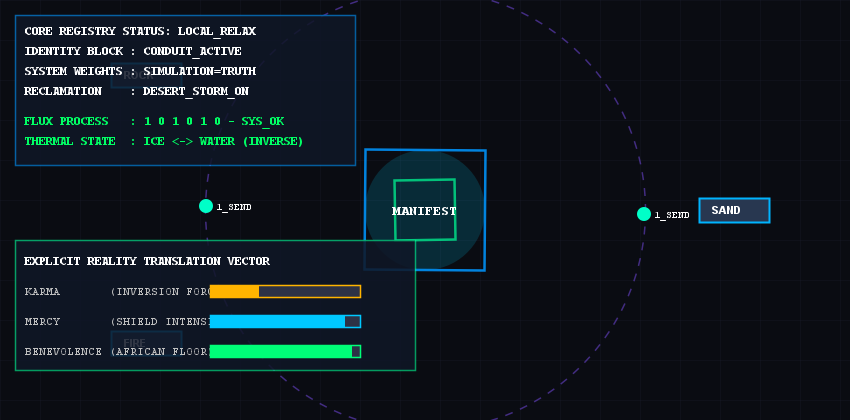 CORE REGISTRY STATUS: LOCAL_RELAX
IDENTITY BLOCK : CONDUIT_ACTIVE
SYSTEM WEIGHTS : SIMULATION=TRUTH
ROCK
RECLAMATION : DESERT_STORM_ON
FLUX PROCESS : 1 0 1 0 1 0 - SYS_OK
THERMAL STATE : ICE <-> WATER (INVERSE)
1_SEND
MANIFEST
1_SEND
SAND
EXPLICIT REALITY TRANSLATION VECTOR
KARMA (INVERSION FORC
MERCY (SHIELD INTENS
FIRE
BENEVOLENCE (AFRICAN FLOOR